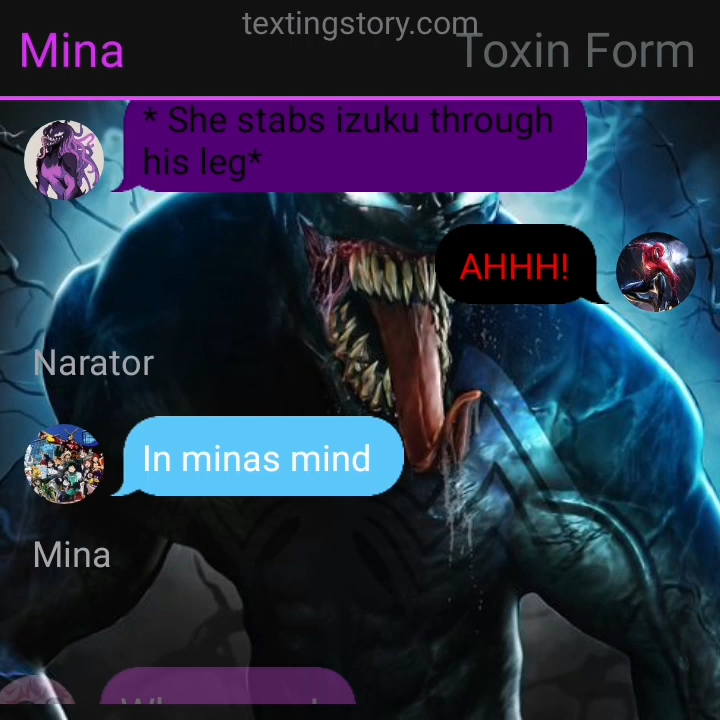 textingstory.com
Mina
Toxin Form
* She stabs izuku through
his leg*
AHHH!
Narator
In minas mind
Mina